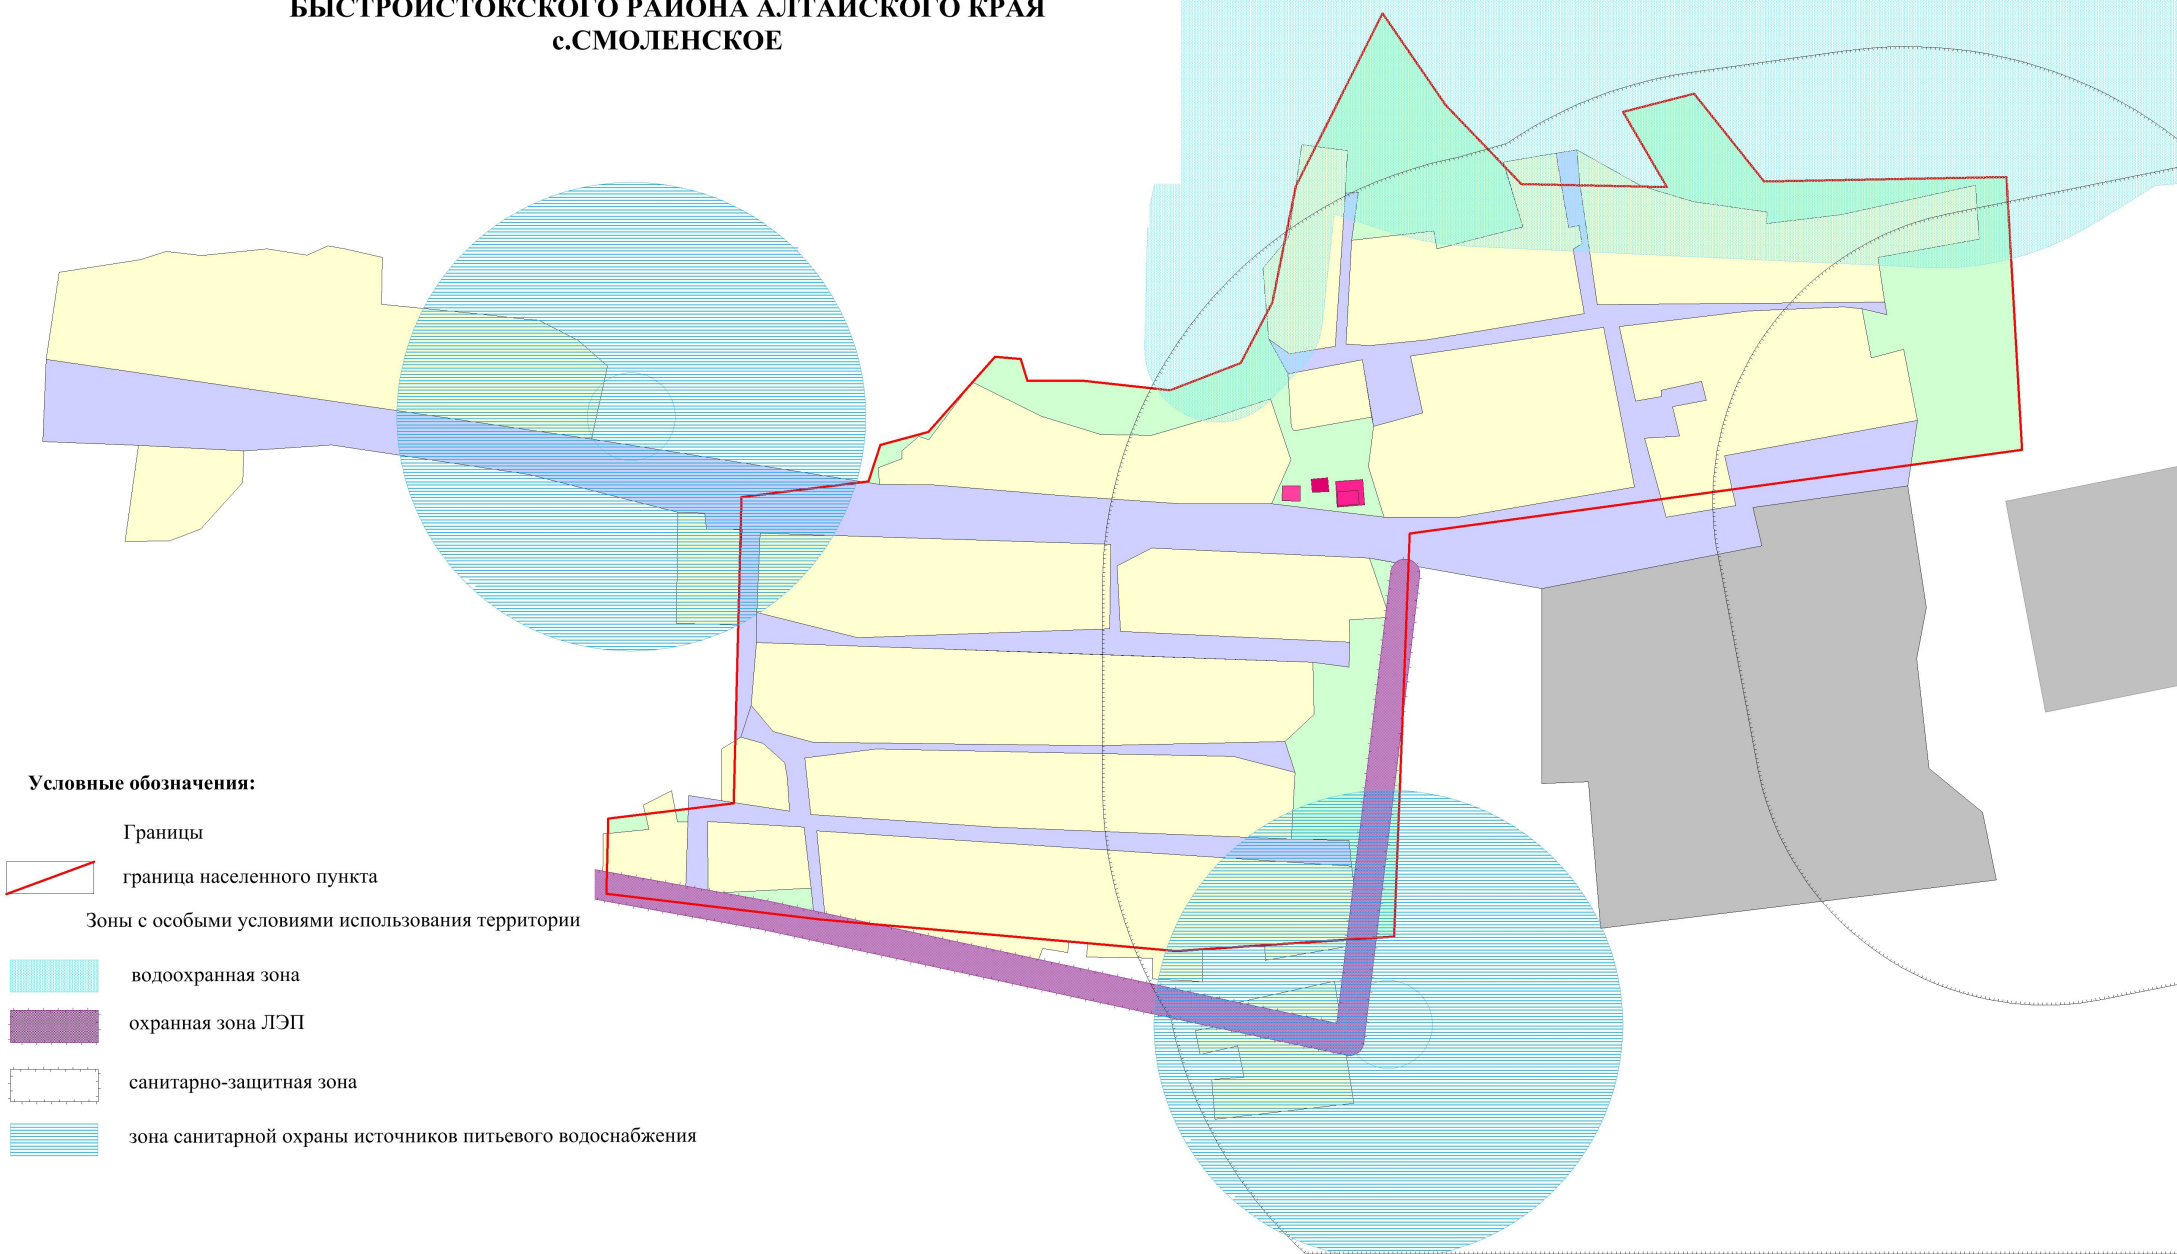 БЫСТРОИСТОКСКОГО РАЙОНА АЛТАЙСКОГО КРАЯ
с.СМОЛЕНСКОЕ
Условные обозначения:
Границы
граница населенного пункта
Зоны с особыми условиями использования территории
водоохранная зона
охранная зона ЛЭП
санитарно-защитная зона
зона санитарной охраны источников питьевого водоснабжения